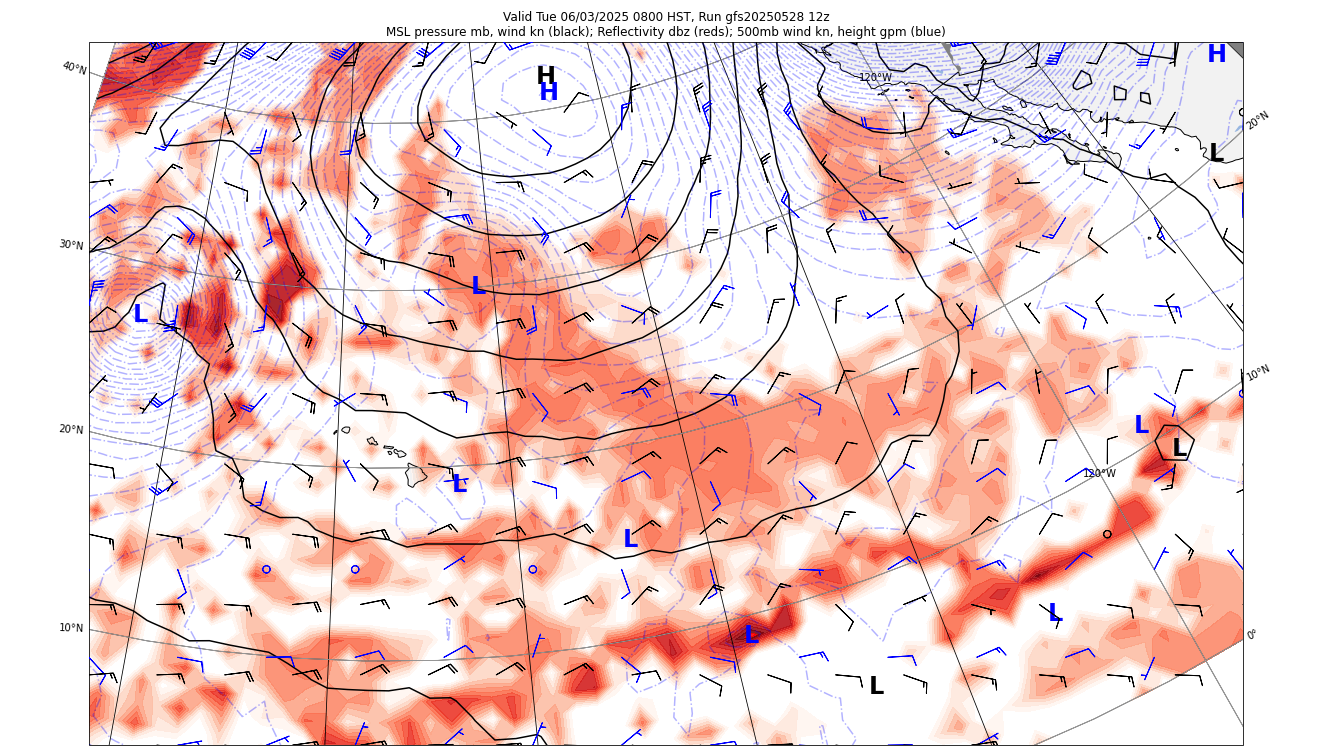 Valid Tue 06/03/2025 0800 HST, Run gfs20250528 12z
MSL pressure mb, wind kn (black); Reflectivity dbz (reds); 500mb wind kn, height gpm (blue)
H
40°N
H
H
120°W
20°N
L
30°N
L
L
10°N
20°N
L
L
L
120°W
L
L
10°N
L
L
0°
L